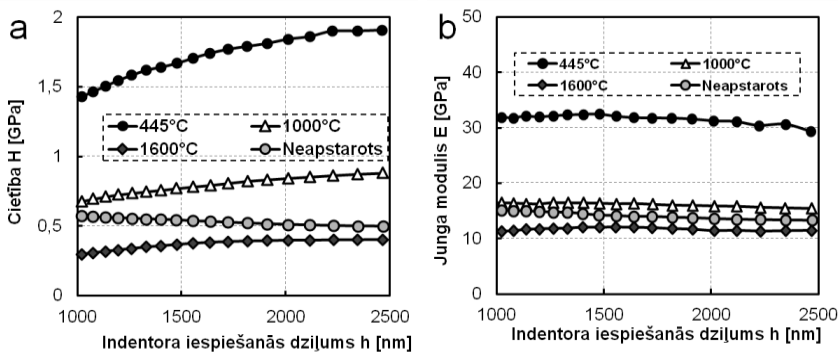 a
Cietība H [GPa]
2
1,5
1
0,5
0
445°C
1000°C
1600°C
Neapstarots
1000
1500
2000
2500
Indentora iespiešanās dziļums h [nm]
b
Junga modulis E [GPa]
50
40
30
20
10
0
445°C
1000°C
1600°C
Neapstarots
1000
1500
2000
2500
Indentora iespiešanās dziļums h [nm]